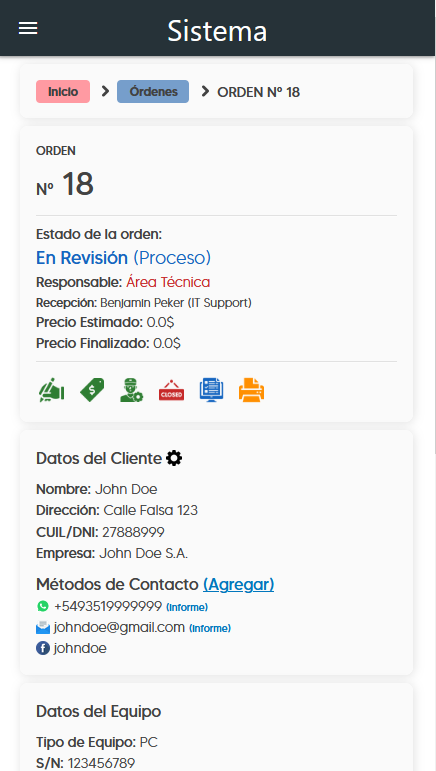 Sistema
Inicio Órdenes ORDEN Nº 18
ORDEN
Nº 18
Estado de la orden:
En Revisión (Proceso)
Responsable: Área Técnica
Recepción: Benjamin Peker (IT Support)
Precio Estimado: 0.0$
Precio Finalizado: 0.0$
CLOSED
Datos del Cliente
Nombre: John Doe
Dirección: Calle Falsa 123
CUIL/DNI: 27888999
Empresa: John Doe S.A.
Métodos de Contacto (Agregar)
+5493519999999 (Informe)
johndoe@gmail.com (Informe)
johndoe
Datos del Equipo
Tipo de Equipo: PC
S/N: 123456789